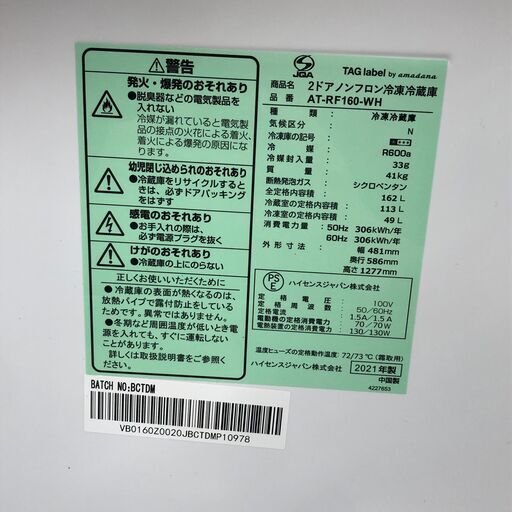 警告
発火・爆発のおそれあり
●脱臭器などの電気製品を
入れない
冷媒が漏れていると電気製品
の接点の火花による着火、
着火による爆発の原因に
なります。
幼児閉じ込められのおそれあり
●冷蔵庫をリサイクルすると
きは、必ずドアパッキング
をはずす
感電のおそれあり
●お手入れの際は、
必ず電源プラグを抜く
けがのおそれあり
●冷蔵庫の上にのらない
正しくお使いいただくために
●冷蔵庫の表面が熱くなるのは、
放熱パイプで露付き防止をしている
ためです。
●冬期など周囲温度が低いとき電
源を入れても、すぐに運転しない
ことがあります。
詳しくは取扱説明書をご参照
ください。
JQA
TAG label by amadana
商品名 2ドアノンフロン冷凍冷蔵庫
品番 AT-RF160-WH
種類 冷凍冷蔵庫
気候区分 N
冷凍庫の記号
冷媒 R600a
冷媒封入量 33g
質量 41kg
断熱発泡ガス シクロペンタン
全定格内容積 162 L
冷蔵室の定格内容積 113 L
冷凍室の定格内容積 49 L
消費電力量 50Hz 306kWh/年
60Hz 306kWh/年
外形寸法 幅 481mm
奥行 586mm
高さ 1277mm
PSE ハイセンスジャパン株式会社
定格電圧 100V
定格周波数 50/60Hz
定格電流 1.5A/1.5A
電動機の定格消費電力 70/70W
電熱装置の定格消費電力 130/130W
温度ヒューズの定格動作温度 72/73℃(霜取用)
ハイセンスジャパン株式会社 2021年製
中国製
4227653
BATCH NO:BCTDM
VB0160Z0020JBCTDMP10978